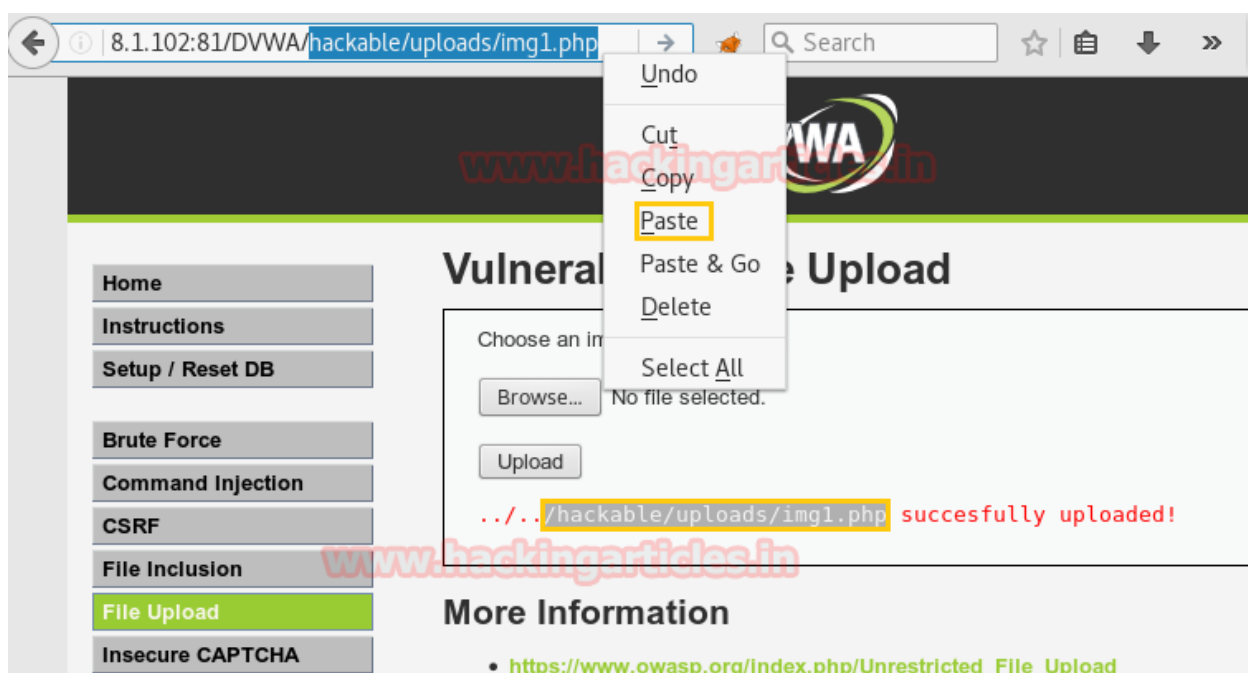 8.1.102:81/DVWA/hackable/uploads/img1.php Search
Undo
Cut
Copy
Paste
Paste & Go
Delete
Select All
WA
www.hackingarticles.in
Home
Instructions
Setup / Reset DB
Brute Force
Command Injection
CSRF
File Inclusion
File Upload
Insecure CAPTCHA
Vulneral Upload
Choose an im
Browse... No file selected.
Upload
../../hackable/uploads/img1.php succesfully uploaded!
www.hackingarticles.in
More Information
https://www.owasp.org/index.php/Unrestricted_File_Upload